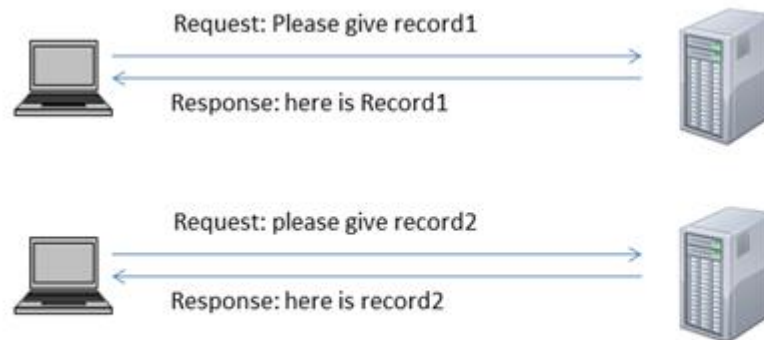 Request: Please give record1
Response: here is Record1
Request: please give record2
Response: here is record2